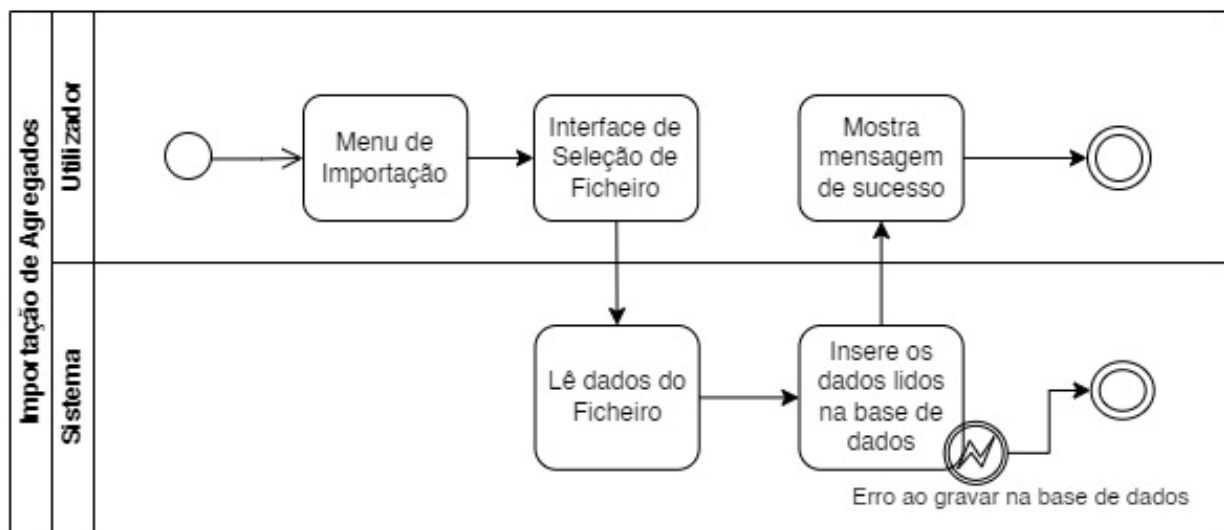 Importação de Agregados
Utilizador
Menu de
Importação
Interface de
Seleção de
Ficheiro
Mostra
mensagem
de sucesso
Sistema
Lê dados do
Ficheiro
Insere os
dados lidos
na base de
dados
Erro ao gravar na base de dados